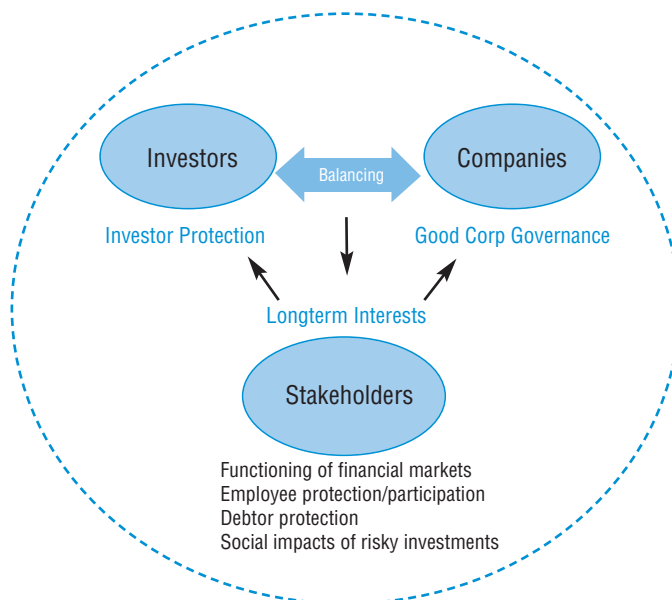 Investors
Balancing
Companies
Investor Protection
Good Corp Governance
Longterm Interests
Stakeholders
Functioning of financial markets
Employee protection/participation
Debtor protection
Social impacts of risky investments